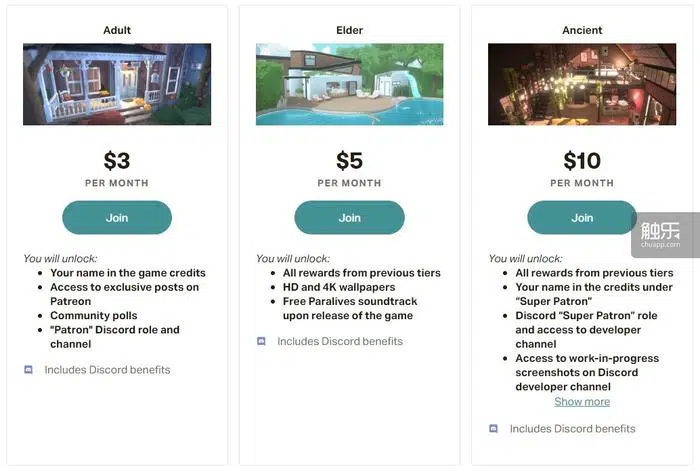 Adult
$3
PER MONTH
Join
You will unlock:
Your name in the game credits
Access to exclusive posts on
Patreon
Community polls
"Patron" Discord role and
channel
Includes Discord benefits
Elder
$5
PER MONTH
Join
You will unlock:
All rewards from previous tiers
HD and 4K wallpapers
Free Paralives soundtrack
upon release of the game
Includes Discord benefits
Ancient
$10
PER MONTH
Join
You will unlock:
All rewards from previous tiers
Your name in the credits under
"Super Patron"
Discord "Super Patron" role
and access to developer
channel
Access to work-in-progress
screenshots on Discord
developer channel
Show more
Includes Discord benefits
触乐
chuapp.com